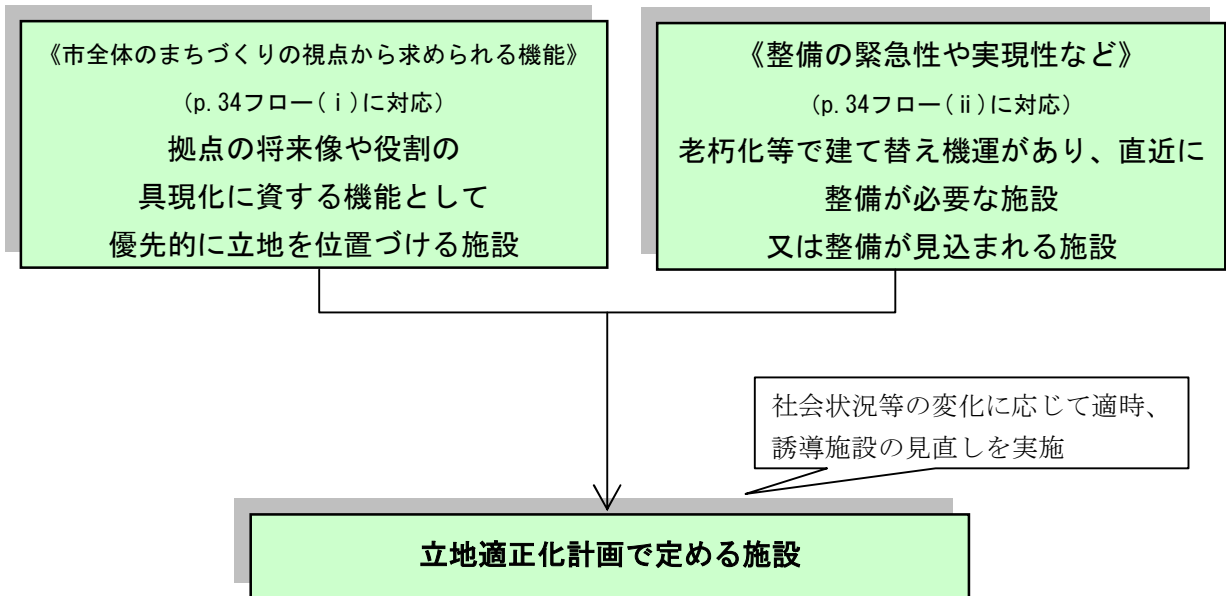 《市全体のまちづくりの視点から求められる機能》
(p.34フロー(ⅰ)に対応)
拠点の将来像や役割の
具現化に資する機能として
優先的に立地を位置づける施設
《整備の緊急性や実現性など》
(p.34フロー(ⅱ)に対応)
老朽化等で建て替え機運があり、直近に
整備が必要な施設
又は整備が見込まれる施設
社会状況等の変化に応じて適時、
誘導施設の見直しを実施
立地適正化計画で定める施設